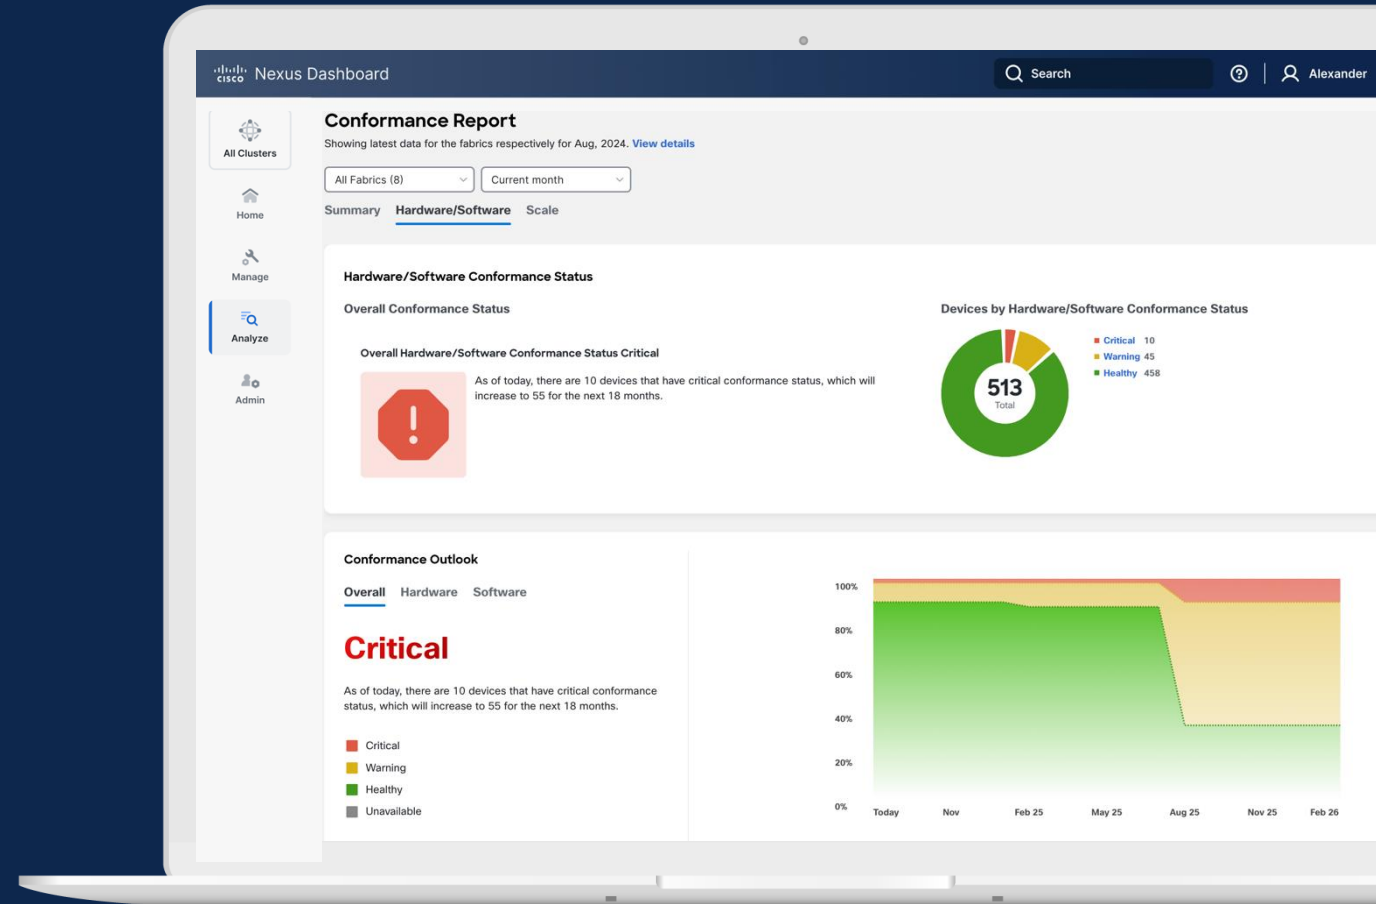 cisco Nexus Dashboard
Search
Alexander
All Clusters
Home
Manage
Analyze
Admin
Conformance Report
Showing latest data for the fabrics respectively for Aug, 2024. View details
All Fabrics (8)
Current month
Summary Hardware/Software Scale
Hardware/Software Conformance Status
Overall Conformance Status
Overall Hardware/Software Conformance Status Critical
As of today, there are 10 devices that have critical conformance status, which will
increase to 55 for the next 18 months.
Devices by Hardware/Software Conformance Status
513
Total
Critical 10
Warning 45
Healthy 458
Conformance Outlook
Overall Hardware Software
Critical
As of today, there are 10 devices that have critical conformance
status, which will increase to 55 for the next 18 months.
Critical
Warning
Healthy
Unavailable
100%
80%
60%
40%
20%
0%
Today Nov Feb 25 May 25 Aug 25 Nov 25 Feb 26